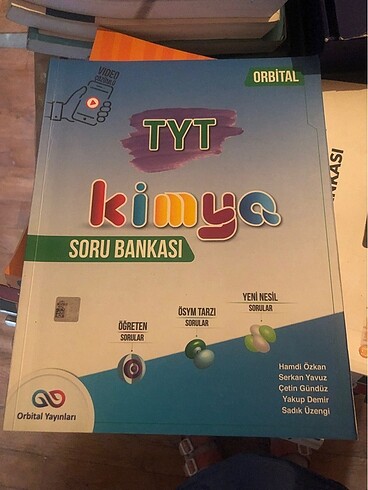 VIDEO
ÇÖZÜMLÜ
ORBİTAL
TYT
kimya
SORU BANKASI
ÖĞRETEN
SORULAR
ÖSYM TARZI
SORULAR
YENİ NESİL
SORULAR
Hamdi Özkan
Serkan Yavuz
Çetin Gündüz
Yakup Demir
Sadık Üzengi
Orbital Yayınları